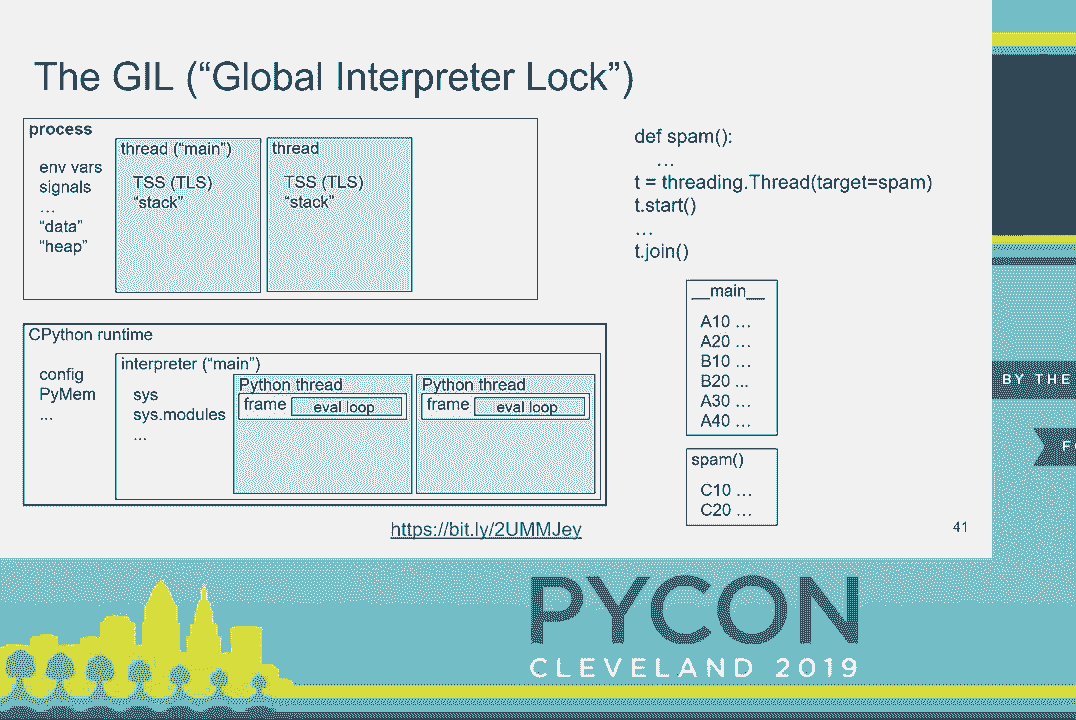 The GIL (“Global Interpreter Lock”)
process
env vars
signals
…
“data”
“heap”
thread (“main”)
TSS (TLS)
“stack”
thread
TSS (TLS)
“stack”
def spam():
…
t = threading.Thread(target=spam)
t.start()
…
t.join()
CPython runtime
config
PyMem
...
interpreter (“main”)
sys
sys.modules
...
Python thread
frame
eval loop
Python thread
frame
eval loop
__main__
A10 …
A20 …
B10 …
B20 ...
A30 …
A40 …
spam()
C10 …
C20 …
https://bit.ly/2UMMJey
41
BY THE
PYCON
CLEVELAND 2019